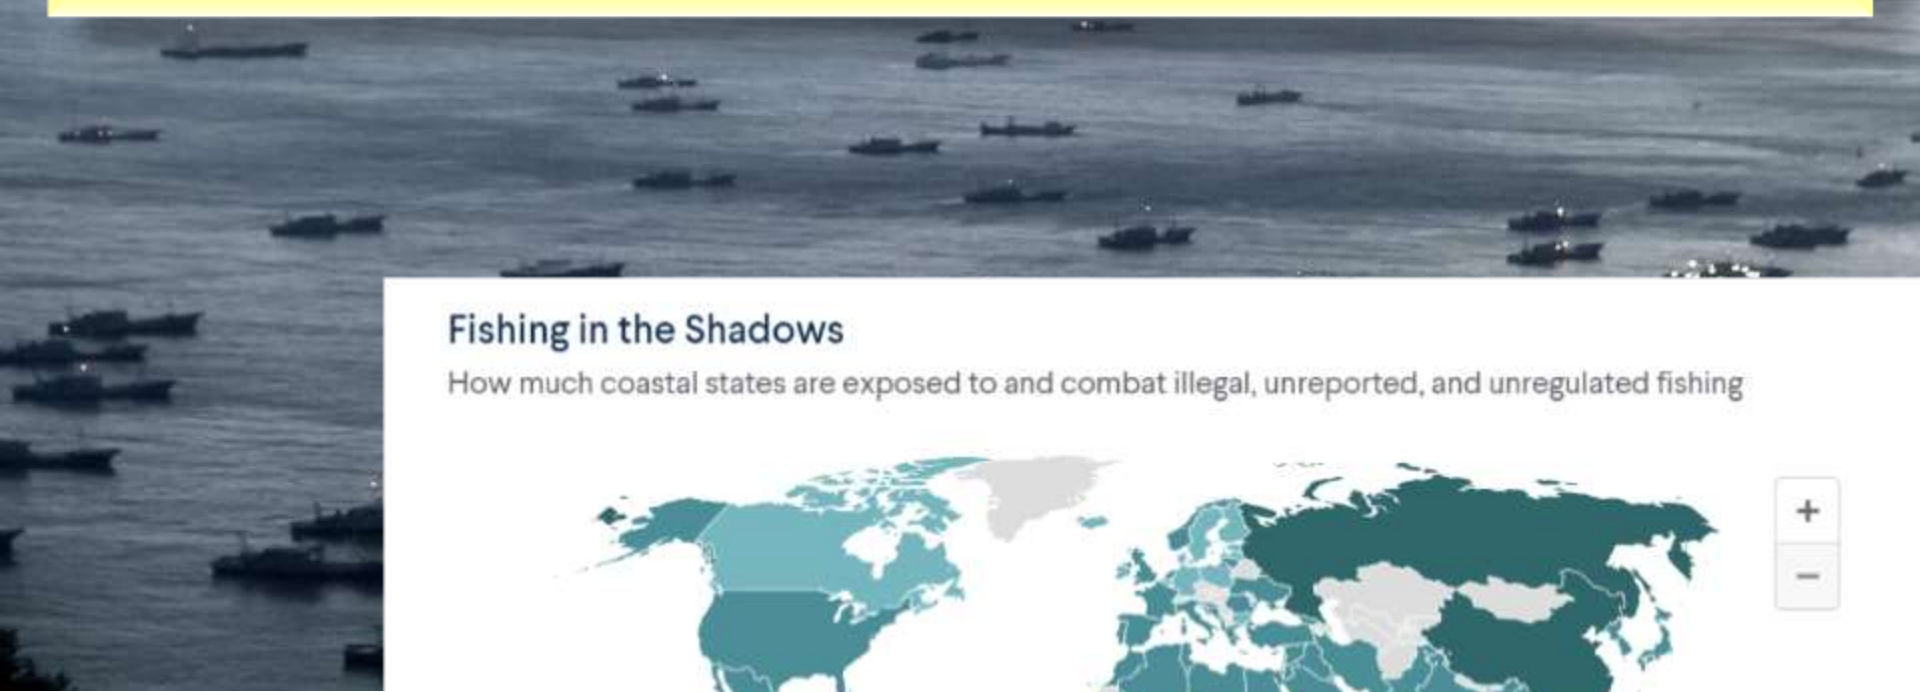 Fishing in the Shadows
How much coastal states are exposed to and combat illegal, unreported, and unregulated fishing
+
−